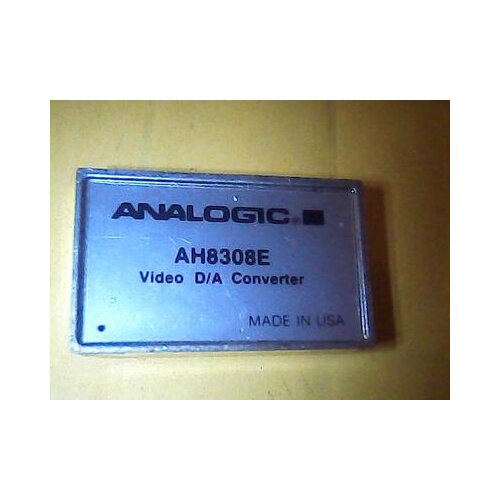 ANALOGIC®
AH8308E
Video D/A Converter
MADE IN USA